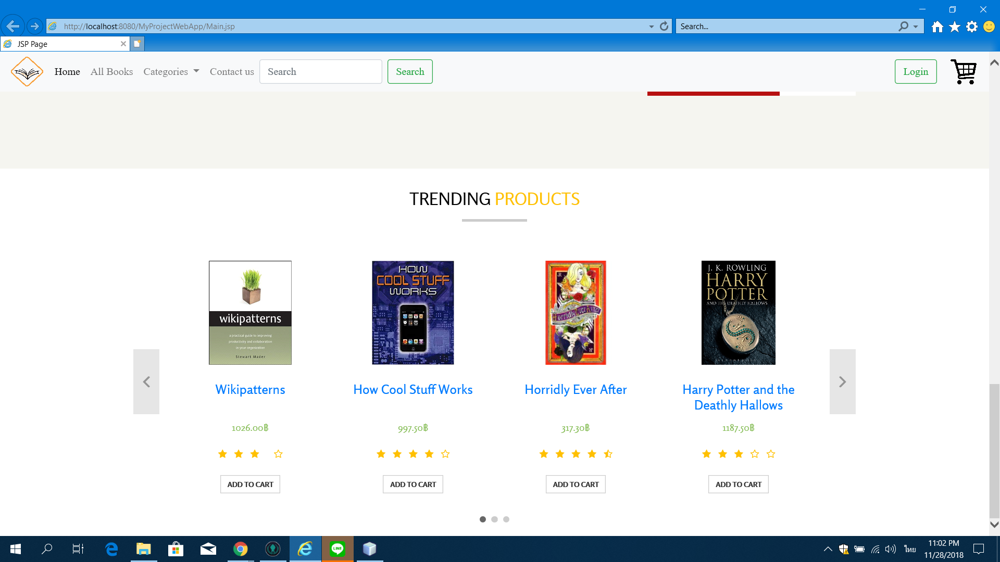 http://localhost:8080/MyProjectWebApp/Main.jsp
Search...
JSP Page
Home
All Books
Categories
Contact us
Search
Search
Login
TRENDING PRODUCTS
wikipatterns
a practical guide to improving
productivity and collaboration
in your organization
Stewart Mader
HOW
COOL STUFF
WORKS
JR
Horridly Ever After
JR
J. K. ROWLING
HARRY
POTTER
AND THE DEATHLY HALLOWS
BLOOMSBURY
Wikipatterns
How Cool Stuff Works
Horridly Ever After
Harry Potter and the
Deathly Hallows
1026.00฿
997.50฿
317.30฿
1187.50฿
ADD TO CART
ADD TO CART
ADD TO CART
ADD TO CART
LINE
ไทย
11:02 PM
11/28/2018